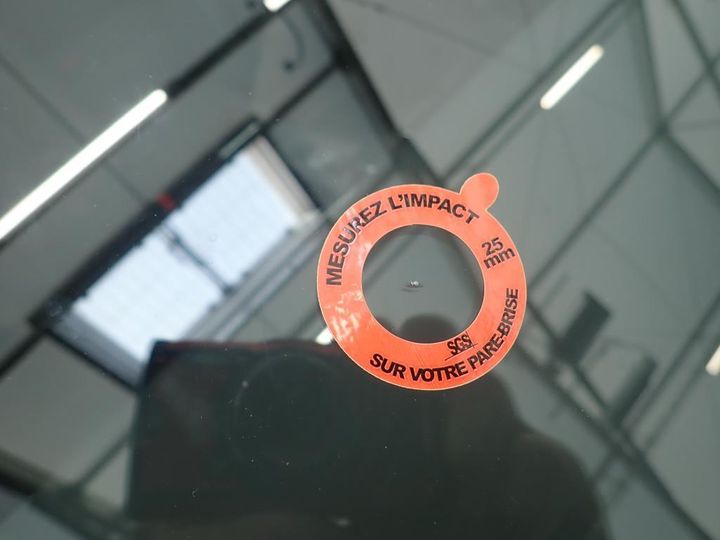 MESUREZ L'IMPACT
25
mm
SGS
SUR VOTRE PARE-BRISE